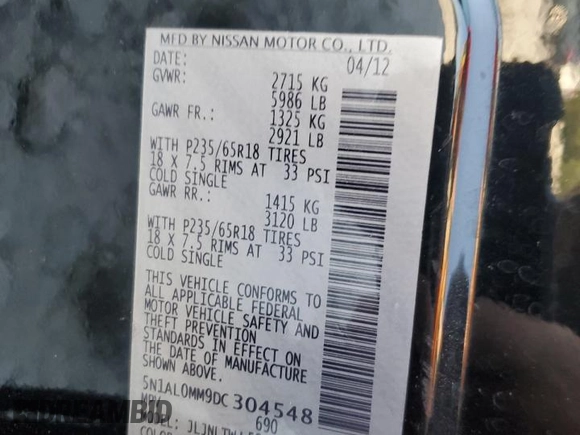 MFD BY NISSAN MOTOR CO., LTD.
DATE: 04/12
GVWR: 2715 KG
5986 LB
GAWR FR.: 1325 KG
2921 LB
WITH P235/65R18 TIRES
18 X 7.5 RIMS AT 33 PSI
COLD SINGLE
GAWR RR.: 1415 KG
3120 LB
WITH P235/65R18 TIRES
18 X 7.5 RIMS AT 33 PSI
COLD SINGLE
THIS VEHICLE CONFORMS TO
ALL APPLICABLE FEDERAL
MOTOR VEHICLE SAFETY AND
THEFT PREVENTION
STANDARDS IN EFFECT ON
THE DATE OF MANUFACTURE
SHOWN ABOVE.
5N1AL0MM9DC304548
MPV 690
MODEL:
COLOR